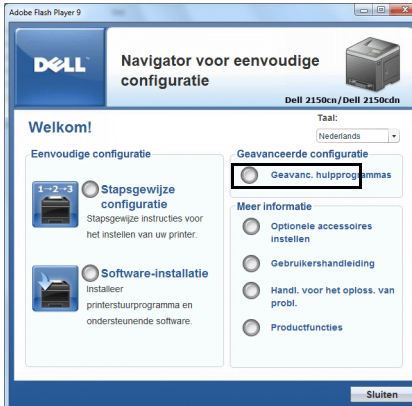 Adobe Flash Player 9
DELL
Navigator voor eenvoudige
configuratie
Dell 2150cn/Dell 2150cdn
Welkom!
Taal:
Nederlands
Eenvoudige configuratie
1→2→3
Stapsgewijze
configuratie
Stapsgewijze instructies voor
het instellen van uw printer.
Software-installatie
Installeer
printerstuurprogramma en
ondersteunende software.
Geavanceerde configuratie
Geavanc. hulpprogrammas
Meer informatie
Optionele accessoires
instellen
Gebruikershandleiding
Handl. voor het oploss. van
probl.
Productfuncties
Sluiten